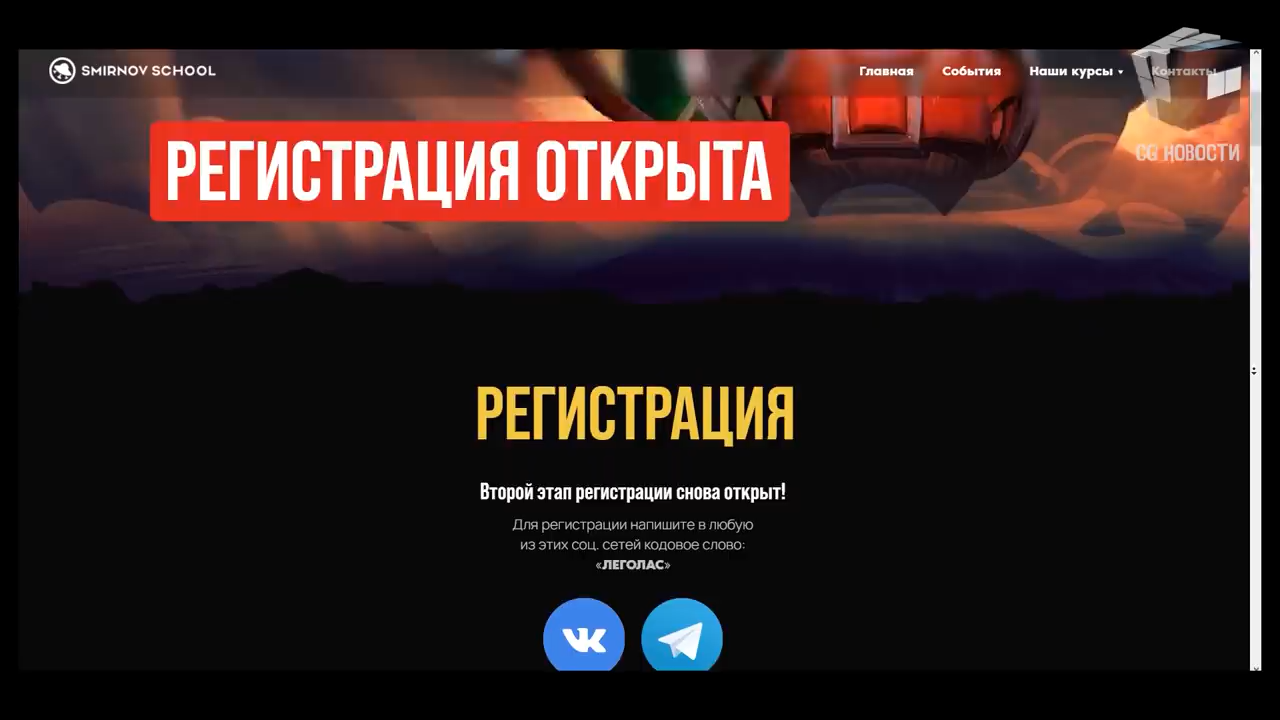 SMIRNOV SCHOOL
Главная События Наши курсы Контакты
CG НОВОСТИ
РЕГИСТРАЦИЯ ОТКРЫТА
РЕГИСТРАЦИЯ
Второй этап регистрации снова открыт!
Для регистрации напишите в любую
из этих соц. сетей кодовое слово:
«ЛЕГОЛАС»